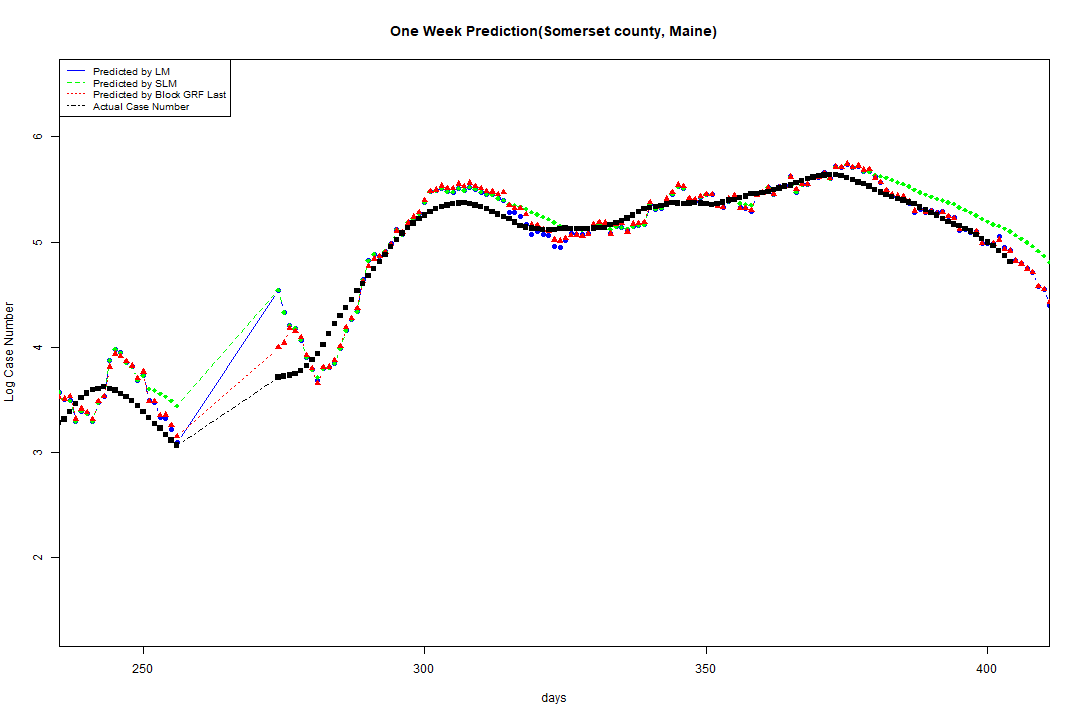 One Week Prediction(Somerset county, Maine)
Predicted by LM
Predicted by SLM
Predicted by Block GRF Last
Actual Case Number
6
5
4
3
2
Log Case Number
250
300
350
400
days